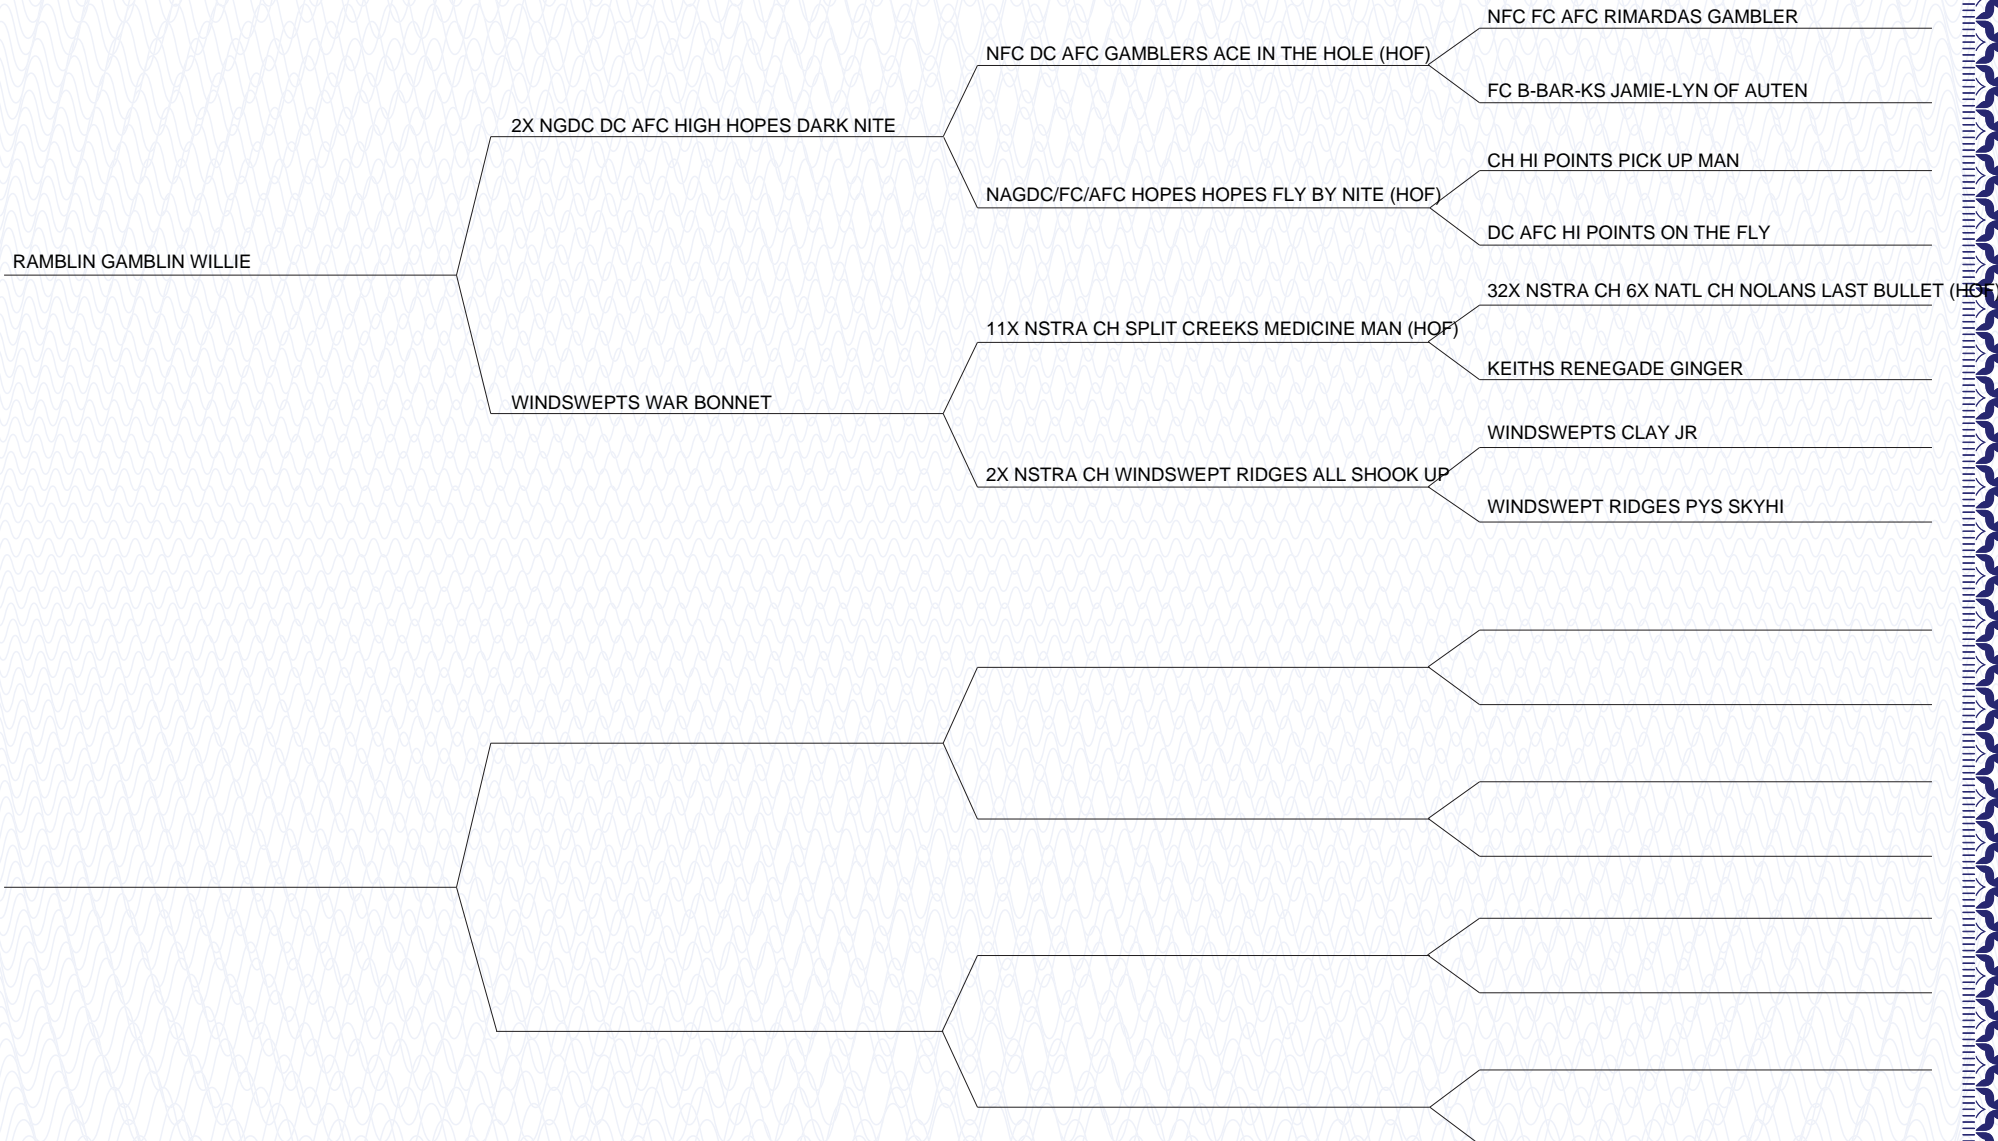 NFC FC AFC RIMARDAS GAMBLER
NFC DC AFC GAMBLERS ACE IN THE HOLE (HOF)
FC B-BAR-KS JAMIE-LYN OF AUTEN
2X NGDC DC AFC HIGH HOPES DARK NITE
CH HI POINTS PICK UP MAN
NAGDC/FC/AFC HOPES HOPES FLY BY NITE (HOF)
DC AFC HI POINTS ON THE FLY
RAMBLIN GAMBLIN WILLIE
32X NSTRA CH 6X NATL CH NOLANS LAST BULLET (HOF)
11X NSTRA CH SPLIT CREEKS MEDICINE MAN (HOF)
KEITHS RENEGADE GINGER
WINDSWEPTS WAR BONNET
WINDSWEPTS CLAY JR
2X NSTRA CH WINDSWEPT RIDGES ALL SHOOK UP
WINDSWEPT RIDGES PYS SKYHI